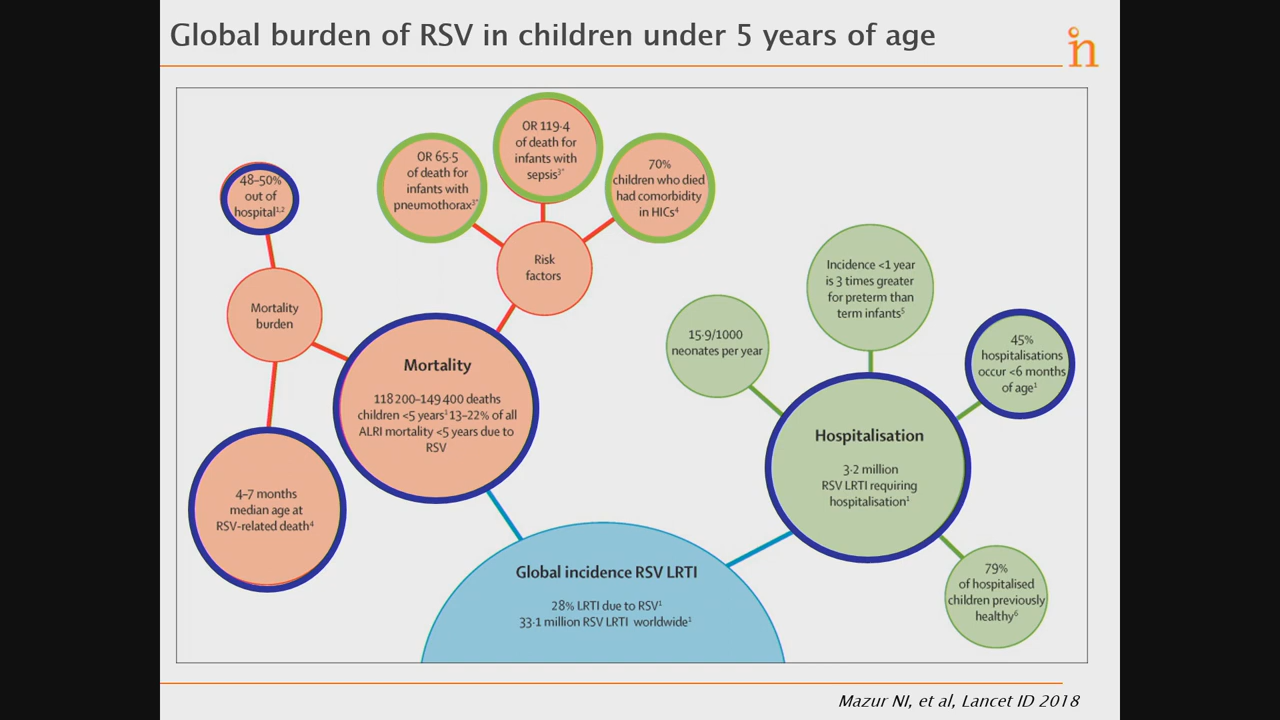 Global burden of RSV in children under 5 years of age
in
48–50%
out of
hospital¹,²
OR 65·5
of death for
infants with
pneumothorax³*
OR 119·4
of death for
infants with
sepsis³*
70%
children who died
had comorbidity
in HICs⁴
Risk
factors
Mortality
burden
Mortality
118 200–149 400 deaths
children <5 years¹ 13–22% of all
ALRI mortality <5 years due to
RSV
4–7 months
median age at
RSV-related death⁴
Incidence <1 year
is 3 times greater
for preterm than
term infants⁵
15·9/1000
neonates per year
45%
hospitalisations
occur <6 months
of age¹
Hospitalisation
3·2 million
RSV LRTI requiring
hospitalisation¹
79%
of hospitalised
children previously
healthy⁶
Global incidence RSV LRTI
28% LRTI due to RSV¹
33·1 million RSV LRTI worldwide¹
Mazur NI, et al, Lancet ID 2018